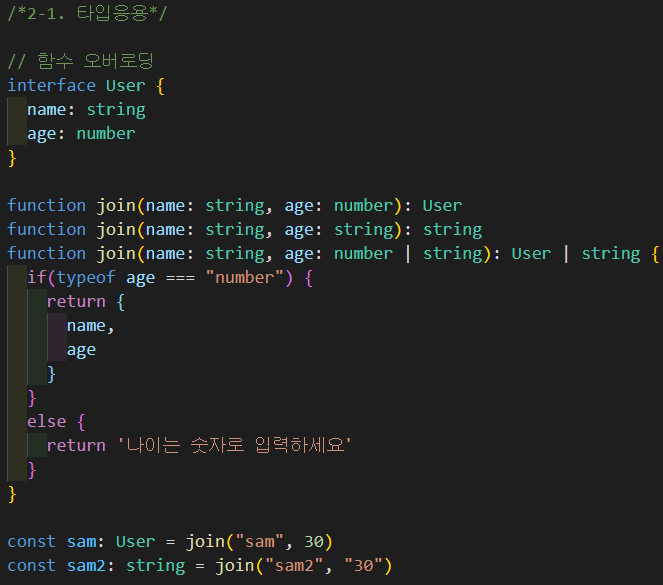 /*2-1. 타입응용*/
// 함수 오버로딩
interface User {
name: string
age: number
}
function join(name: string, age: number): User
function join(name: string, age: string): string
function join(name: string, age: number | string): User | string {
if(typeof age === "number") {
return {
name,
age
}
}
else {
return '나이는 숫자로 입력하세요'
}
}
const sam: User = join("sam", 30)
const sam2: string = join("sam2", "30")